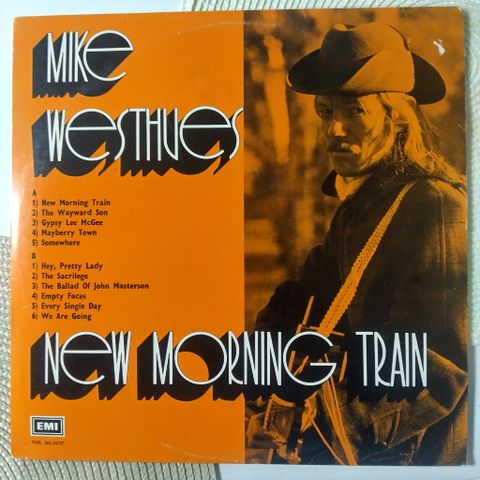 MIKE
WESTHUES
A
1) New Morning Train
2) The Wayward Son
3) Gypsy Lee McGee
4) Mayberry Town
5) Somewhere
B
1) Hey, Pretty Lady
2) The Sacrilege
3) The Ballad Of John Masterson
4) Empty Faces
5) Every Single Day
6) We Are Going
NEW MORNING TRAIN
EMI